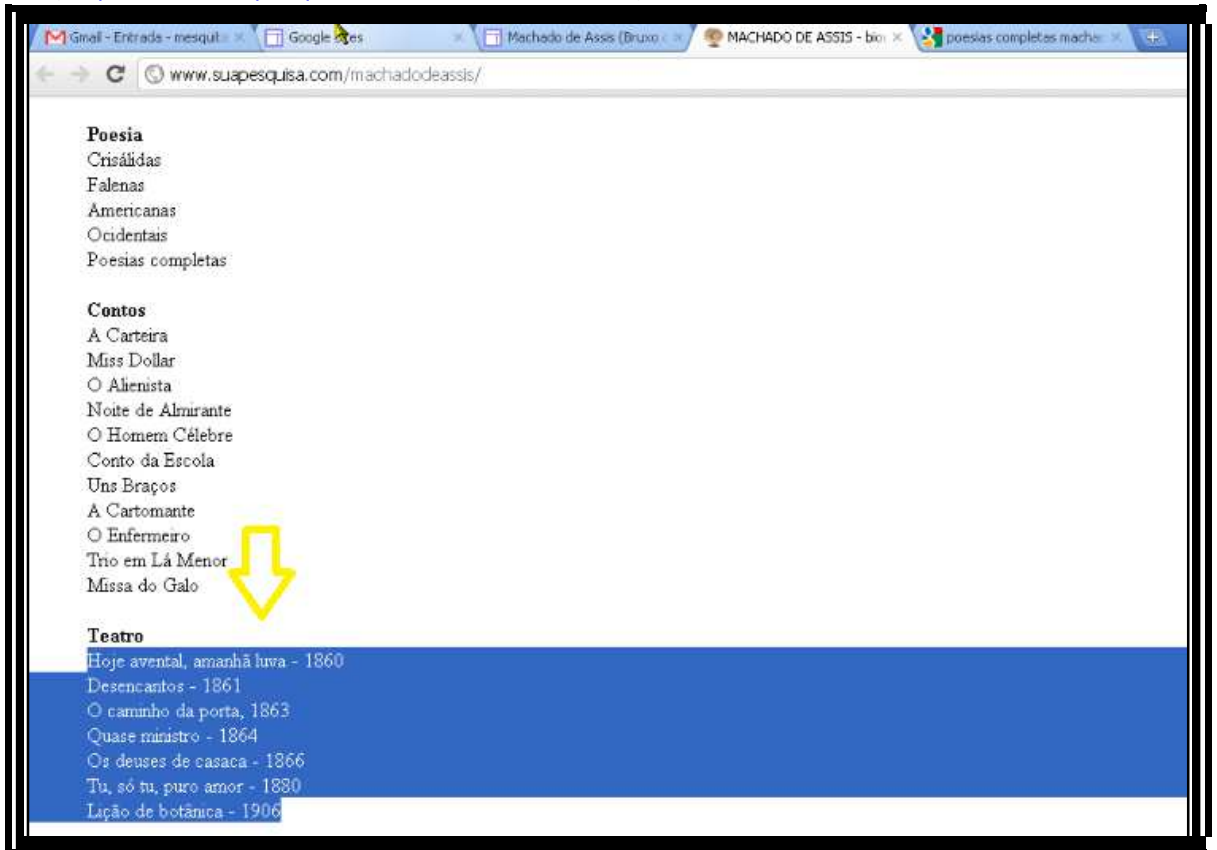 Gmail - Entrada - mesquit
Google Sites
Machado de Assis (Bruxo
MACHADO DE ASSIS - bio
poesias completas macha
www.suapesquisa.com/machadodeassis/
Poesia
Crisálidas
Falenas
Americanas
Ocidentais
Poesias completas
Contos
A Carteira
Miss Dollar
O Alienista
Noite de Almirante
O Homem Célebre
Conto da Escola
Uns Braços
A Cartomante
O Enfermeiro
Trio em Lá Menor
Missa do Galo
Teatro
Hoje avental, amanhã luva - 1860
Desencantos - 1861
O caminho da porta, 1863
Quase ministro - 1864
Os deuses de casaca - 1866
Tu, só tu, puro amor - 1880
Lição de botânica - 1906